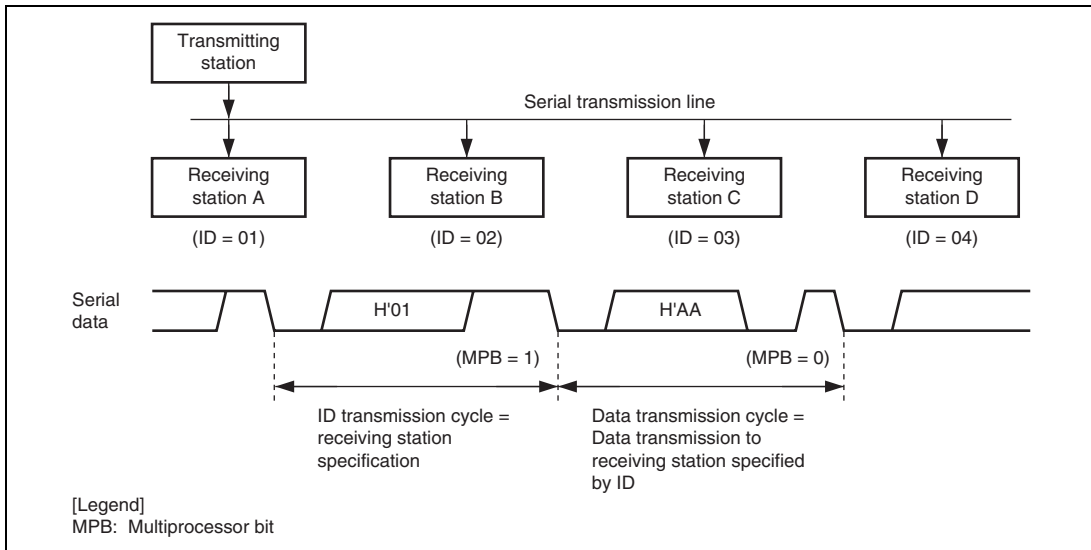 Transmitting
station
Serial transmission line
Receiving
station A
Receiving
station B
Receiving
station C
Receiving
station D
(ID = 01)
(ID = 02)
(ID = 03)
(ID = 04)
Serial
data
H'01
H'AA
(MPB = 1)
(MPB = 0)
ID transmission cycle =
receiving station
specification
Data transmission cycle =
Data transmission to
receiving station specified
by ID
[Legend]
MPB: Multiprocessor bit